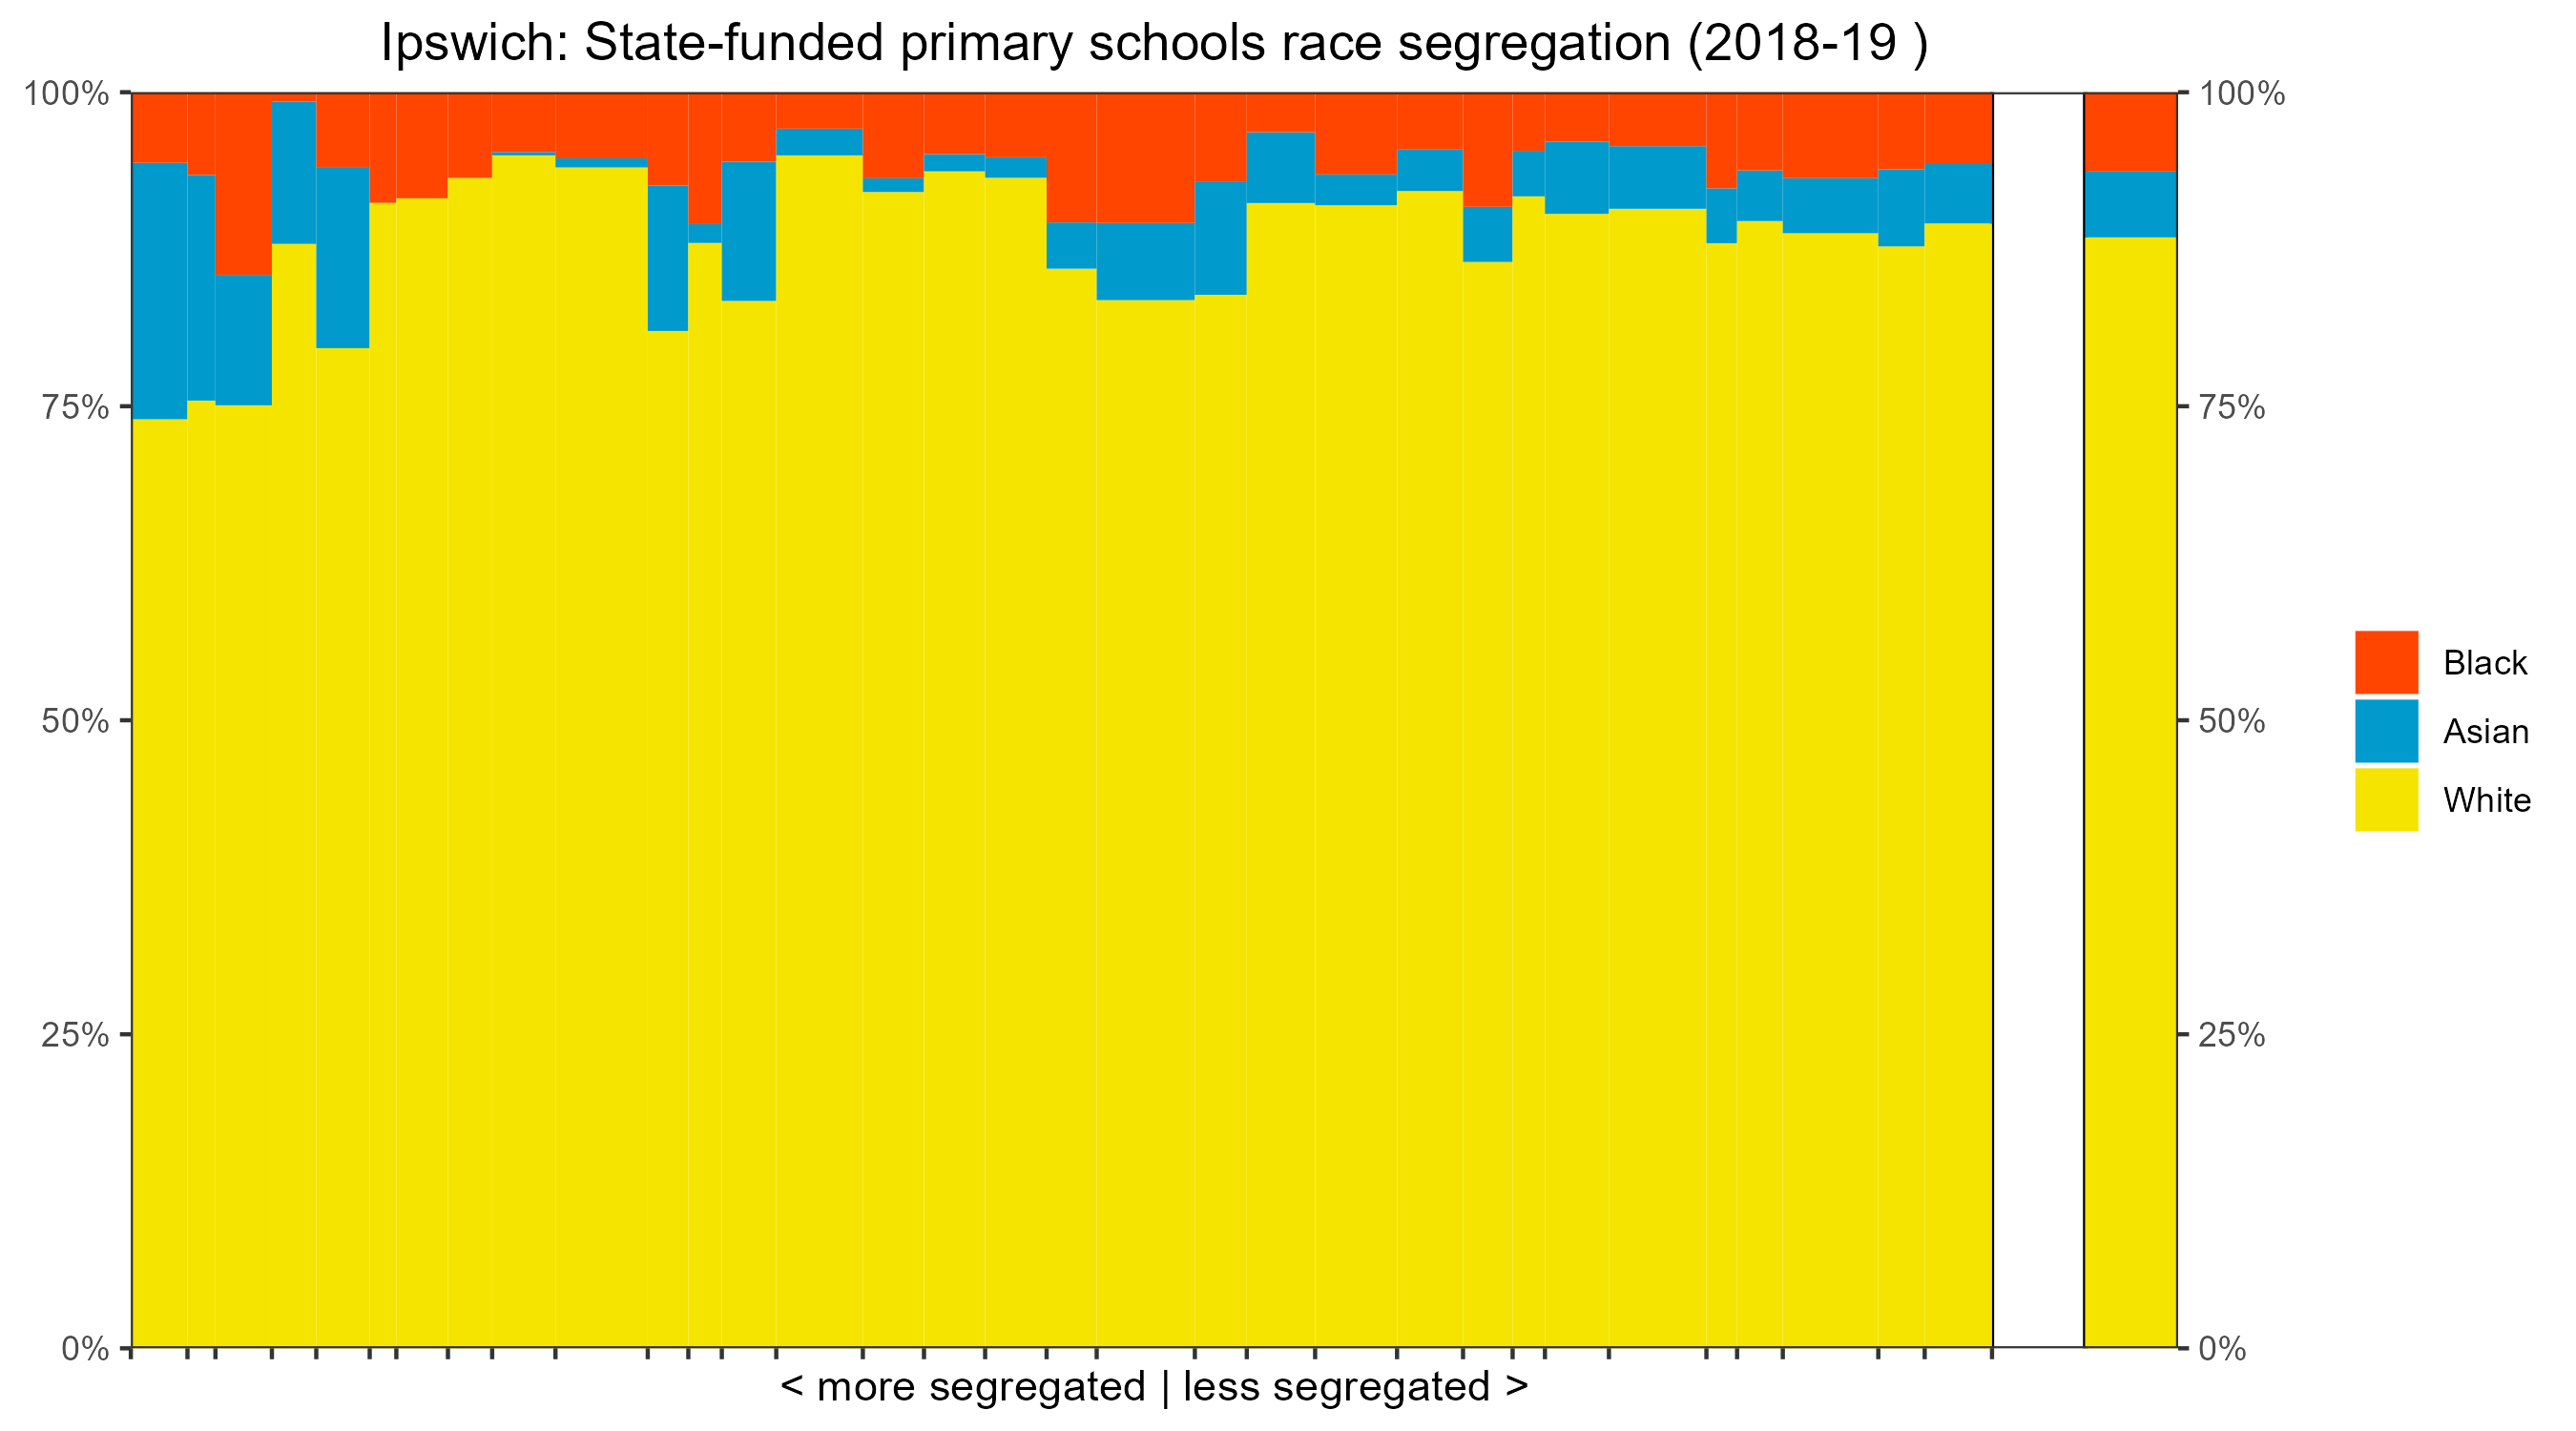 Ipswich: State-funded primary schools race segregation (2018-19 )
100%
75%
50%
25%
0%
100%
75%
50%
25%
0%
Black
Asian
White
< more segregated | less segregated >